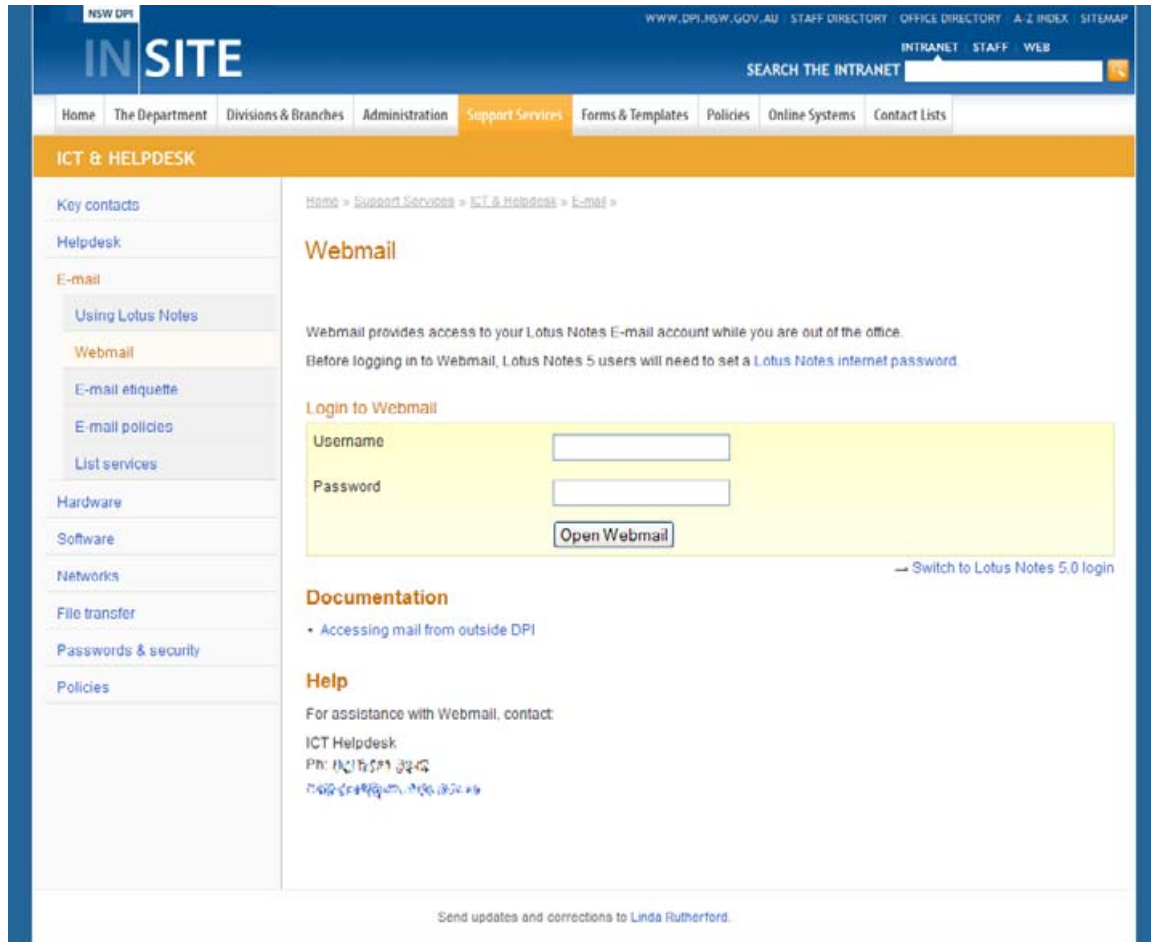 NSW DPI
INSITE
WWW.DPI.NSW.GOV.AU STAFF DIRECTORY OFFICE DIRECTORY A-Z INDEX SITEMAP
INTRANET STAFF WEB
SEARCH THE INTRANET
Home The Department Divisions & Branches Administration Support Services Forms & Templates Policies Online Systems Contact Lists
ICT & HELPDESK
Key contacts
Helpdesk
E-mail
Using Lotus Notes
Webmail
E-mail etiquette
E-mail policies
List services
Hardware
Software
Networks
File transfer
Passwords & security
Policies
Home » Support Services » ICT & Helpdesk » E-mail »
Webmail
Webmail provides access to your Lotus Notes E-mail account while you are out of the office.
Before logging in to Webmail, Lotus Notes 5 users will need to set a Lotus Notes internet password.
Login to Webmail
Username
Password
Open Webmail
→ Switch to Lotus Notes 5.0 login
Documentation
• Accessing mail from outside DPI
Help
For assistance with Webmail, contact:
ICT Helpdesk
Ph:
Send updates and corrections to Linda Rutherford.